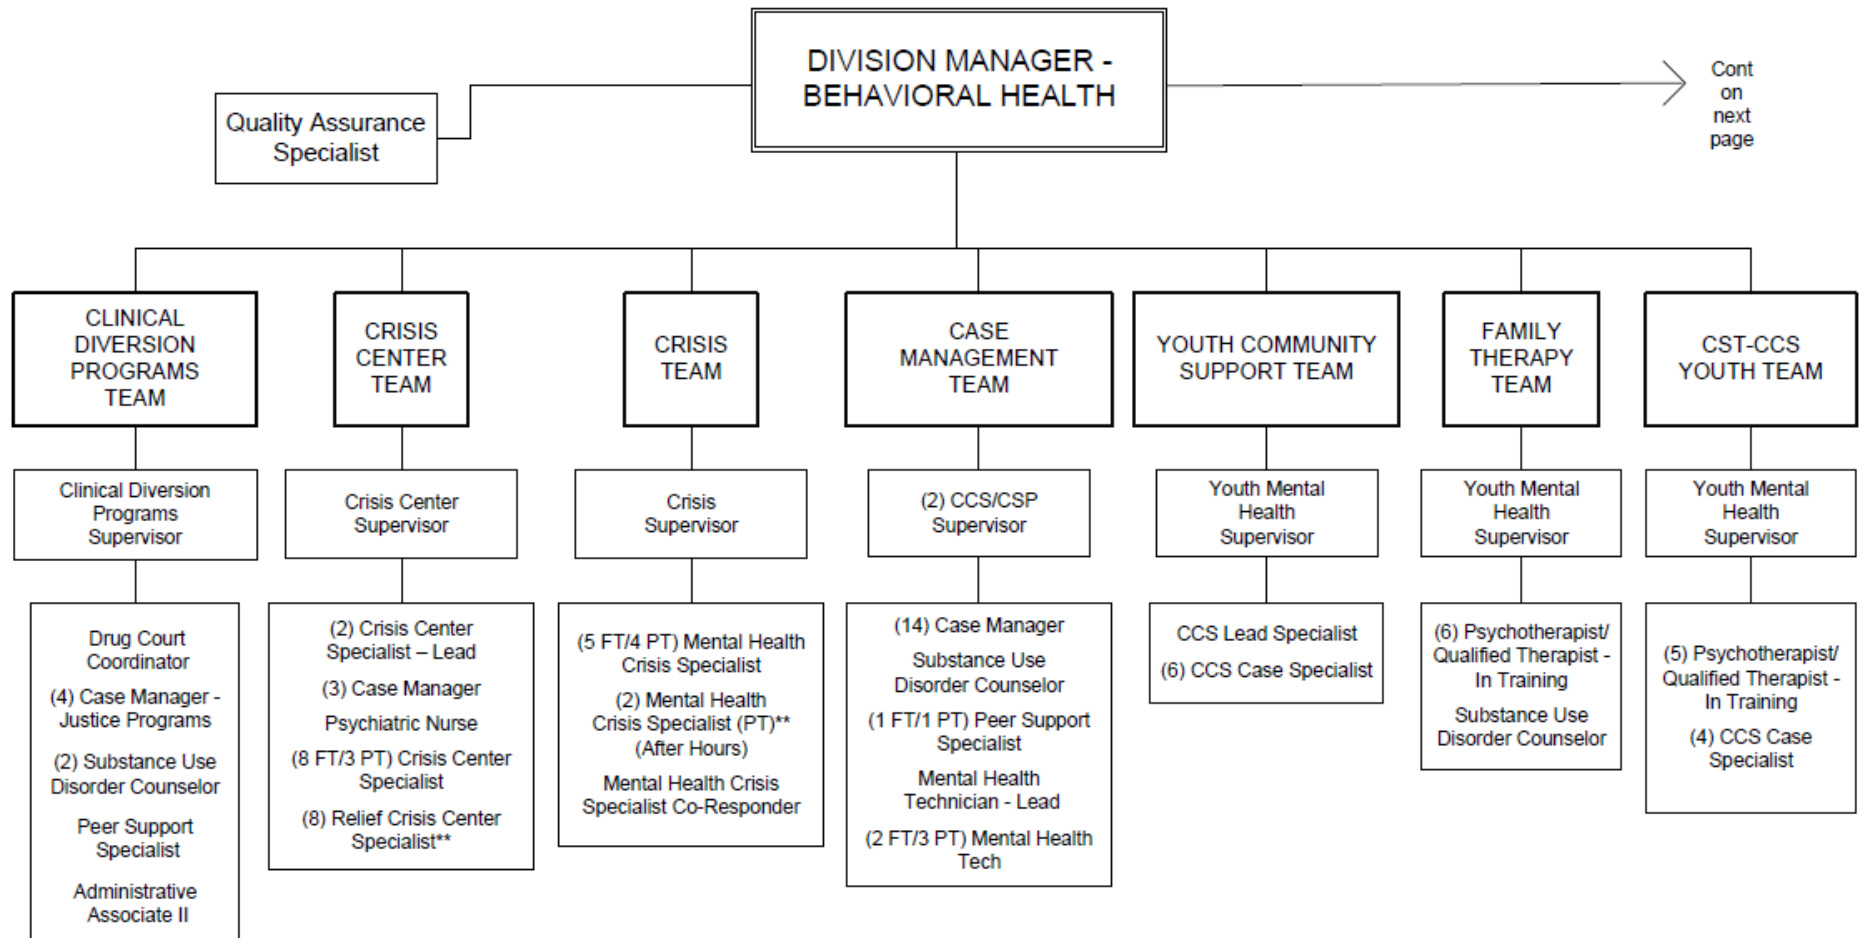 DIVISION MANAGER -
BEHAVIORAL HEALTH
Cont
on
next
page
Quality Assurance
Specialist
CLINICAL
DIVERSION
PROGRAMS
TEAM
Clinical Diversion
Programs
Supervisor
Drug Court
Coordinator
(4) Case Manager -
Justice Programs
(2) Substance Use
Disorder Counselor
Peer Support
Specialist
Administrative
Associate II
CRISIS
CENTER
TEAM
Crisis Center
Supervisor
(2) Crisis Center
Specialist – Lead
(3) Case Manager
Psychiatric Nurse
(8 FT/3 PT) Crisis Center
Specialist
(8) Relief Crisis Center
Specialist**
CRISIS
TEAM
Crisis
Supervisor
(5 FT/4 PT) Mental Health
Crisis Specialist
(2) Mental Health
Crisis Specialist (PT)**
(After Hours)
Mental Health Crisis
Specialist Co-Responder
CASE
MANAGEMENT
TEAM
(2) CCS/CSP
Supervisor
(14) Case Manager
Substance Use
Disorder Counselor
(1 FT/1 PT) Peer Support
Specialist
Mental Health
Technician - Lead
(2 FT/3 PT) Mental Health
Tech
YOUTH COMMUNITY
SUPPORT TEAM
Youth Mental
Health
Supervisor
CCS Lead Specialist
(6) CCS Case Specialist
FAMILY
THERAPY
TEAM
Youth Mental
Health
Supervisor
(6) Psychotherapist/
Qualified Therapist -
In Training
Substance Use
Disorder Counselor
CST-CCS
YOUTH TEAM
Youth Mental
Health
Supervisor
(5) Psychotherapist/
Qualified Therapist -
In Training
(4) CCS Case
Specialist